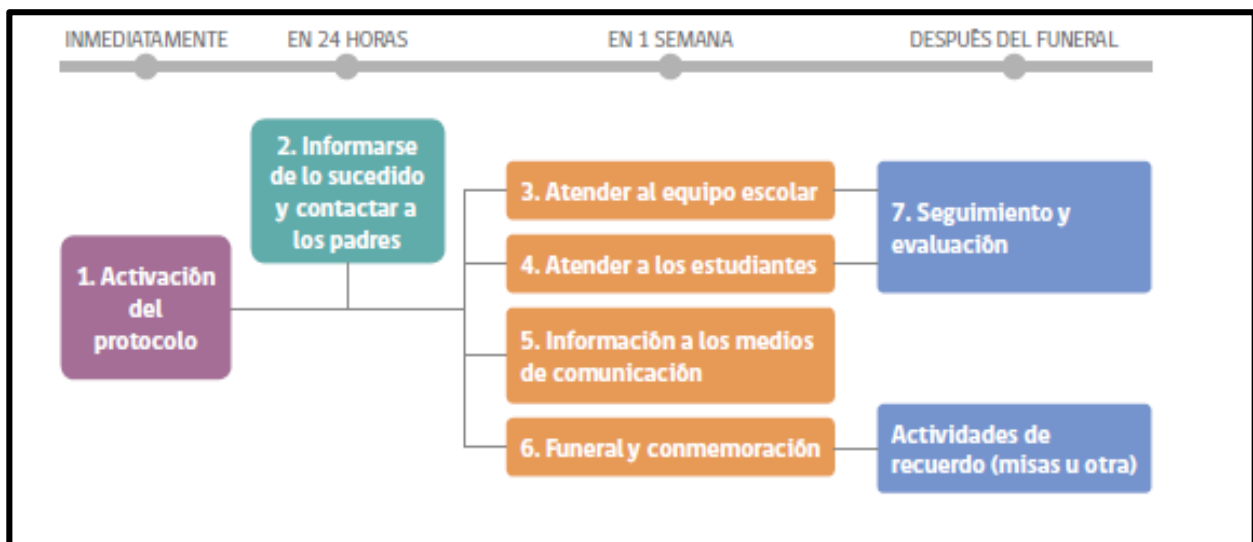 INMEDIATAMENTE
EN 24 HORAS
EN 1 SEMANA
DESPUÉS DEL FUNERAL
1. Activación
del
protocolo
2. Informarse
de lo sucedido
y contactar a
los padres
3. Atender al equipo escolar
4. Atender a los estudiantes
5. Información a los medios
de comunicación
6. Funeral y conmemoración
7. Seguimiento y
evaluación
Actividades de
recuerdo (misas u otra)